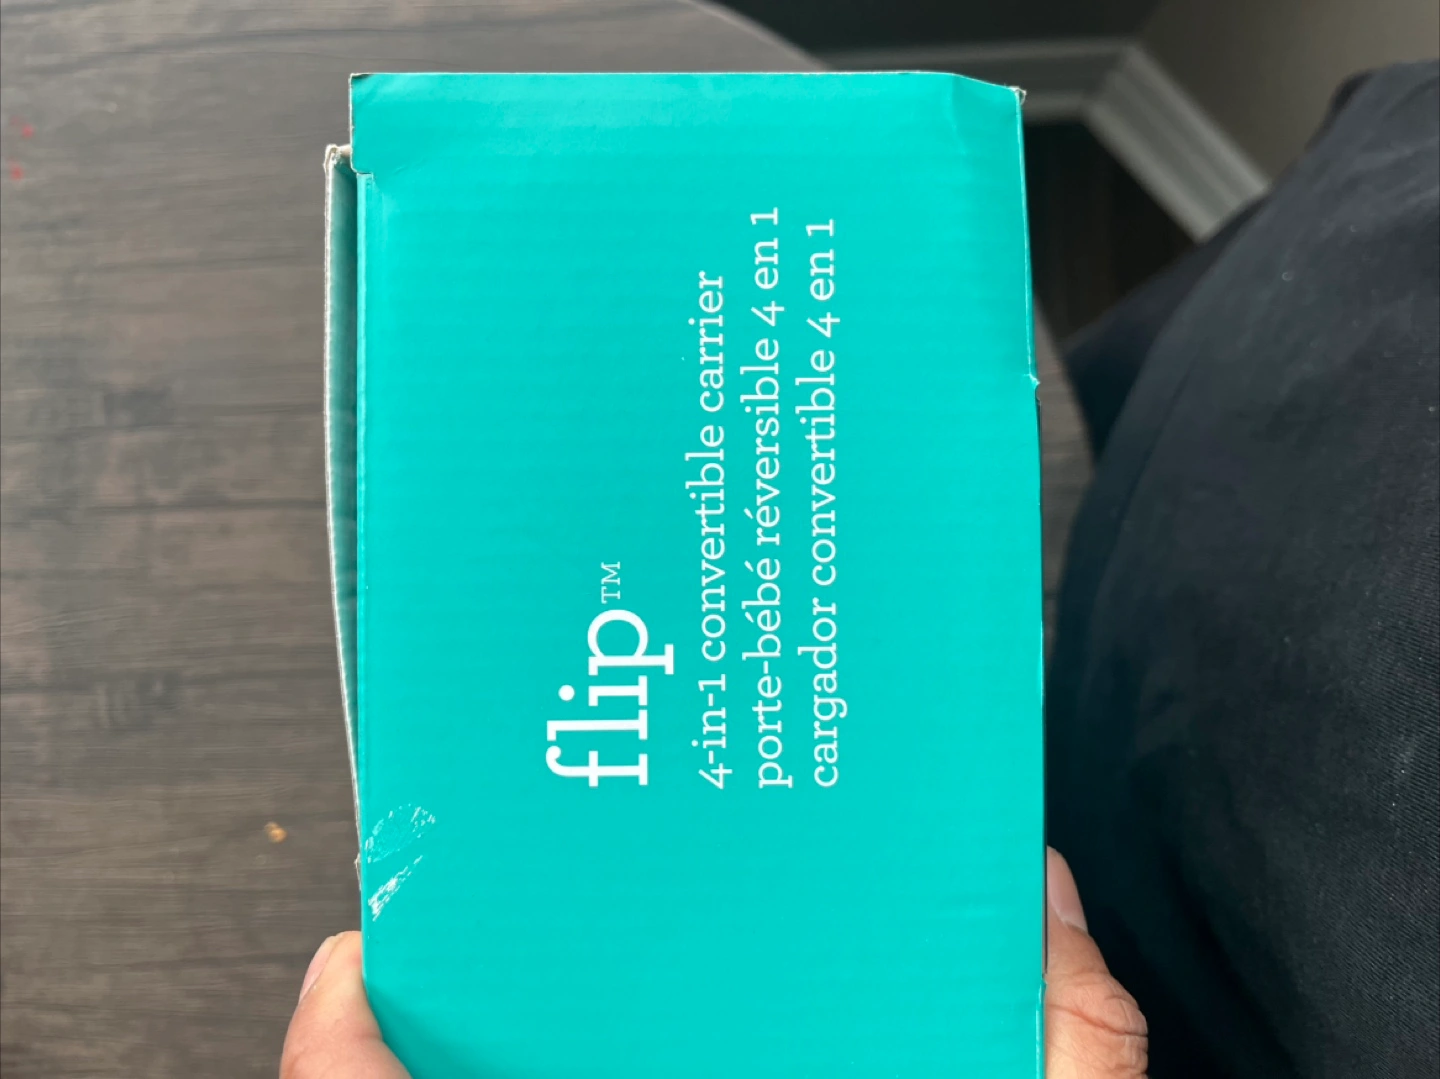 flip™
4-in-1 convertible carrier
porte-bébé réversible 4 en 1
cargador convertible 4 en 1